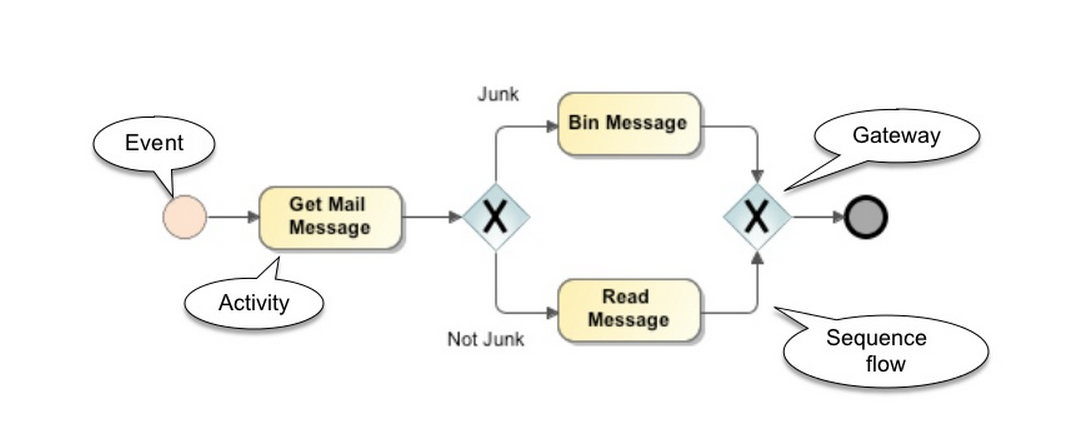 Junk
Bin Message
Event
Gateway
Get Mail
Message
X
X
Activity
Read
Message
Not Junk
Sequence
flow